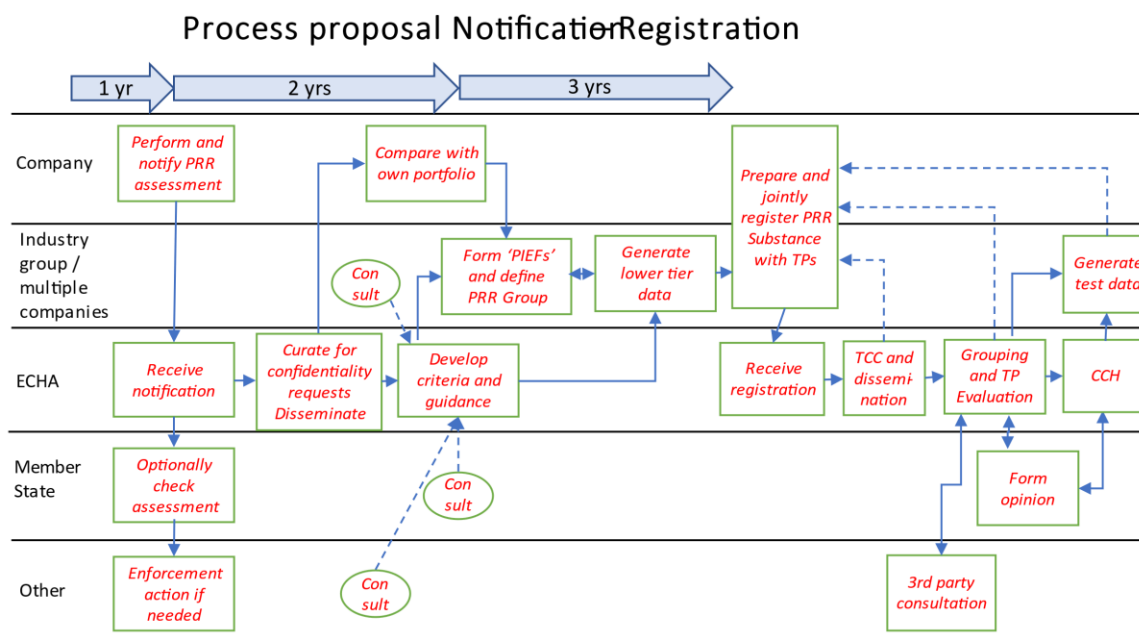 Process proposal Notification–Registration
1 yr
2 yrs
3 yrs
Company
Perform and
notify PRR
assessment
Compare with
own portfolio
Prepare and
jointly
register PRR
Substance
with TPs
Industry
group /
multiple
companies
Con
sult
Form ‘PIEFs’
and define
PRR Group
Generate
lower tier
data
Generate
test data
ECHA
Receive
notification
Curate for
confidentiality
requests
Disseminate
Develop
criteria and
guidance
Receive
registration
TCC and
dissemi-
nation
Grouping
and TP
Evaluation
CCH
Member
State
Optionally
check
assessment
Con
sult
Form
opinion
Other
Enforcement
action if
needed
Con
sult
3rd party
consultation